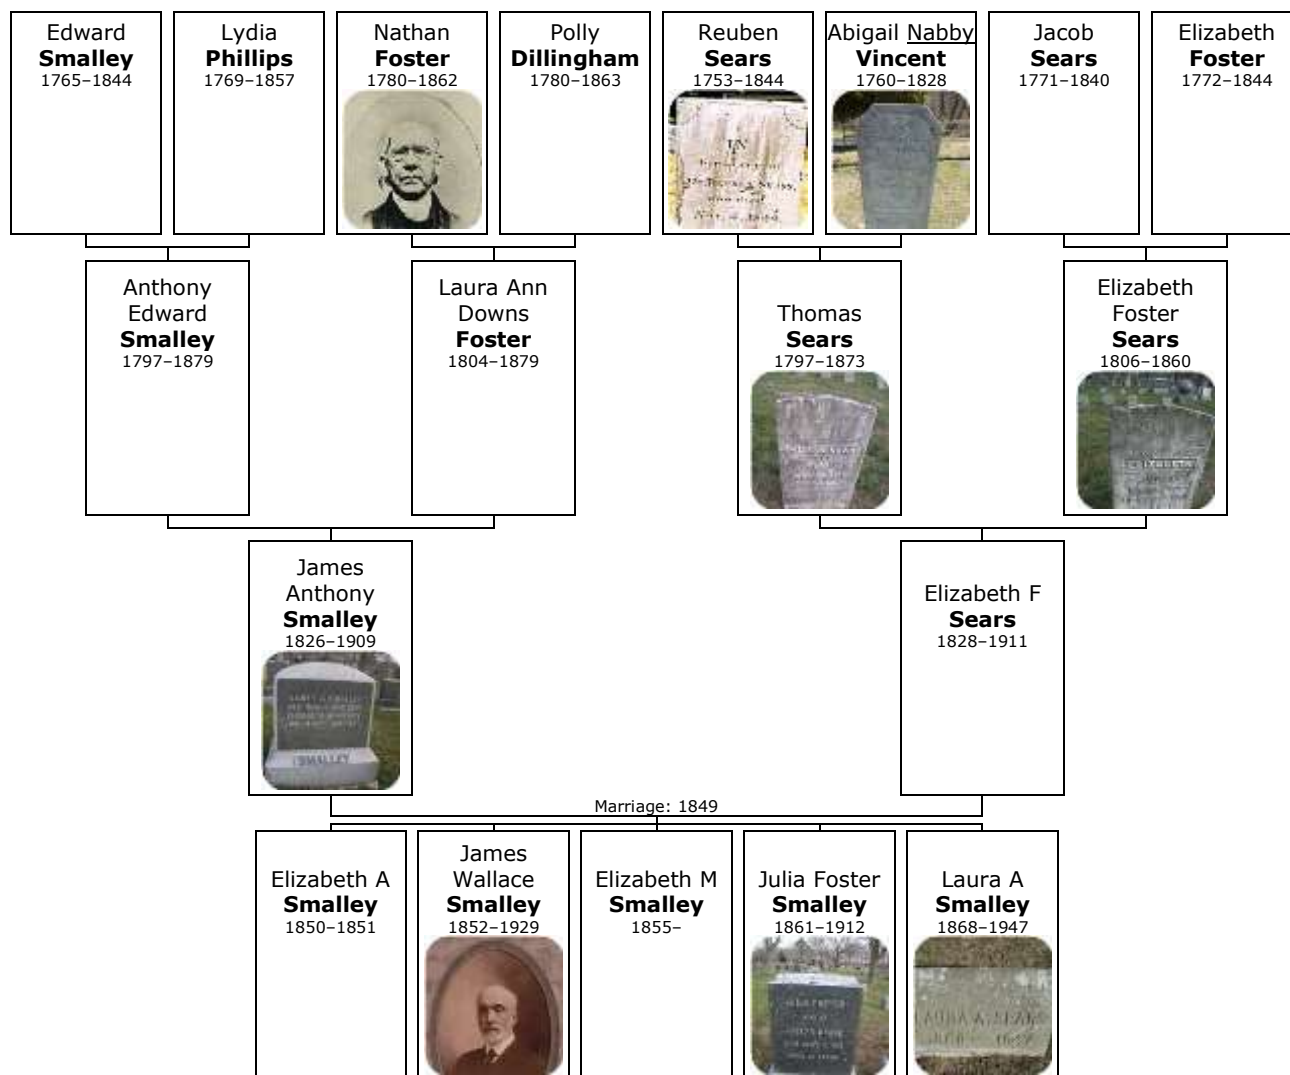 Edward
Smalley
1765–1844
Lydia
Phillips
1769–1857
Nathan
Foster
1780–1862
Polly
Dillingham
1780–1863
Reuben
Sears
1753–1844
Abigail Nabby
Vincent
1760–1828
Jacob
Sears
1771–1840
Elizabeth
Foster
1772–1844
IN
Anthony
Edward
Smalley
1797–1879
Laura Ann
Downs
Foster
1804–1879
Thomas
Sears
1797–1873
Elizabeth
Foster
Sears
1806–1860
ELIZABETH
James
Anthony
Smalley
1826–1909
SMALLEY
Elizabeth F
Sears
1828–1911
Marriage: 1849
Elizabeth A
Smalley
1850–1851
James
Wallace
Smalley
1852–1929
Elizabeth M
Smalley
1855–
Julia Foster
Smalley
1861–1912
Laura A
Smalley
1868–1947